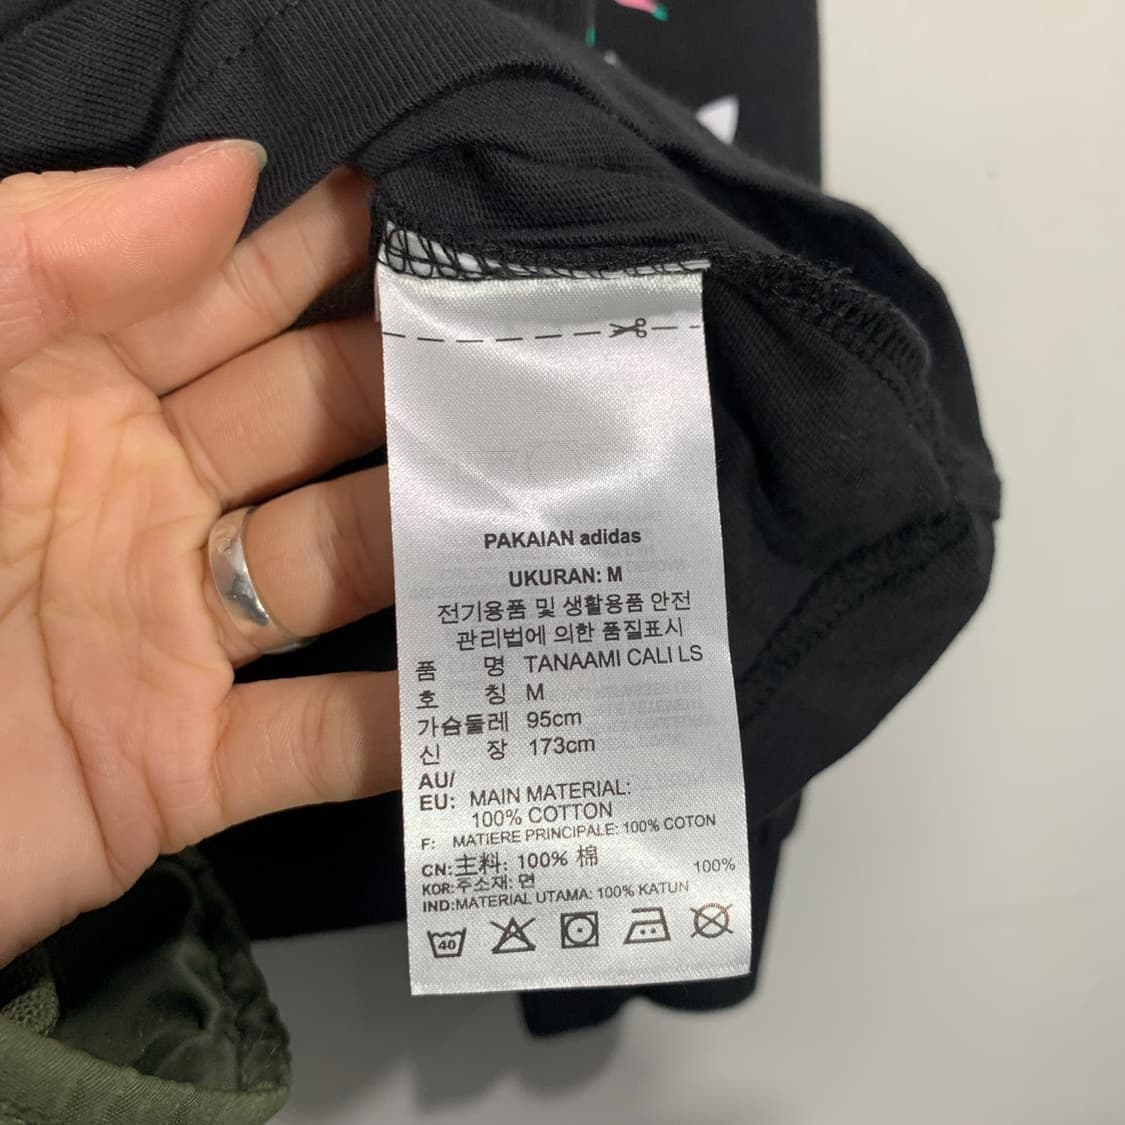 PAKAIAN adidas
UKURAN: M
전기용품 및 생활용품 안전
관리법에 의한 품질표시
품 명 TANAAMI CALI LS
호 칭 M
가슴둘레 95cm
신 장 173cm
AU/
EU: MAIN MATERIAL:
100% COTTON
F: MATIERE PRINCIPALE: 100% COTON
CN:主料: 100% 棉
KOR:주소재: 면 100%
IND:MATERIAL UTAMA: 100% KATUN
40